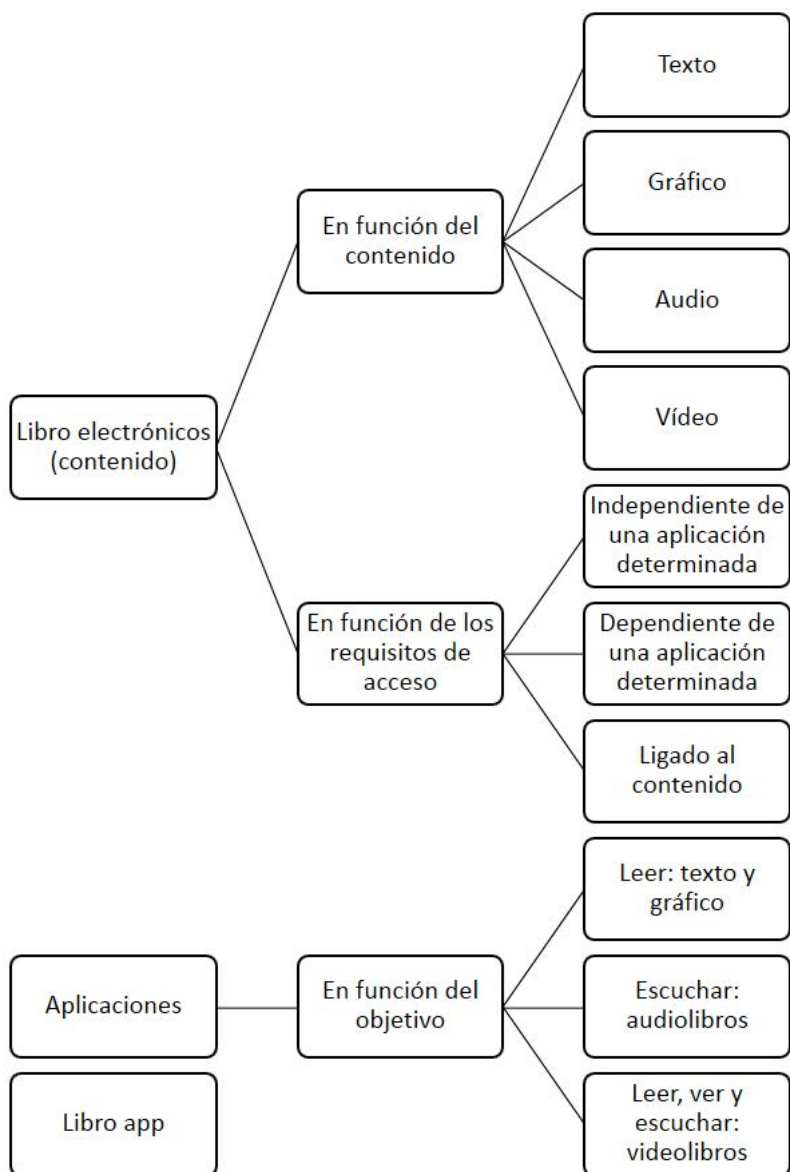 Texto
Gráfico
En función del
contenido
Audio
Vídeo
Libro electrónicos
(contenido)
Independiente de
una aplicación
determinada
En función de los
requisitos de
acceso
Dependiente de
una aplicación
determinada
Ligado al
contenido
Leer: texto y
gráfico
Aplicaciones
En función del
objetivo
Escuchar:
audiolibros
Libro app
Leer, ver y
escuchar:
videolibros